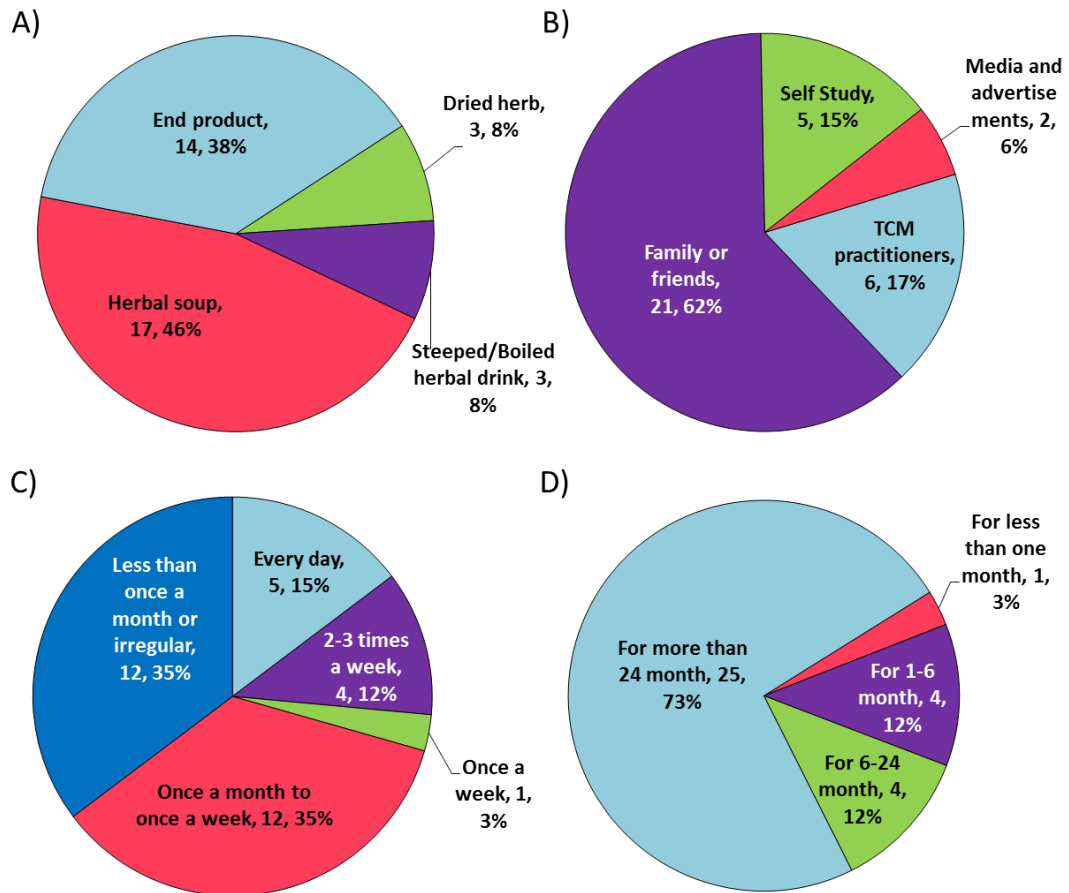 A)
End product,
14, 38%
Dried herb,
3, 8%
Herbal soup,
17, 46%
Steeped/Boiled
herbal drink, 3,
8%
B)
Self Study,
5, 15%
Media and
advertise
ments, 2,
6%
TCM
practitioners,
6, 17%
Family or
friends,
21, 62%
C)
Less than
once a
month or
irregular,
12, 35%
Every day,
5, 15%
2-3 times
a week,
4, 12%
Once a
week, 1,
3%
Once a month to
once a week, 12, 35%
D)
For less
than one
month, 1,
3%
For more than
24 month, 25,
73%
For 1-6
month, 4,
12%
For 6-24
month, 4,
12%